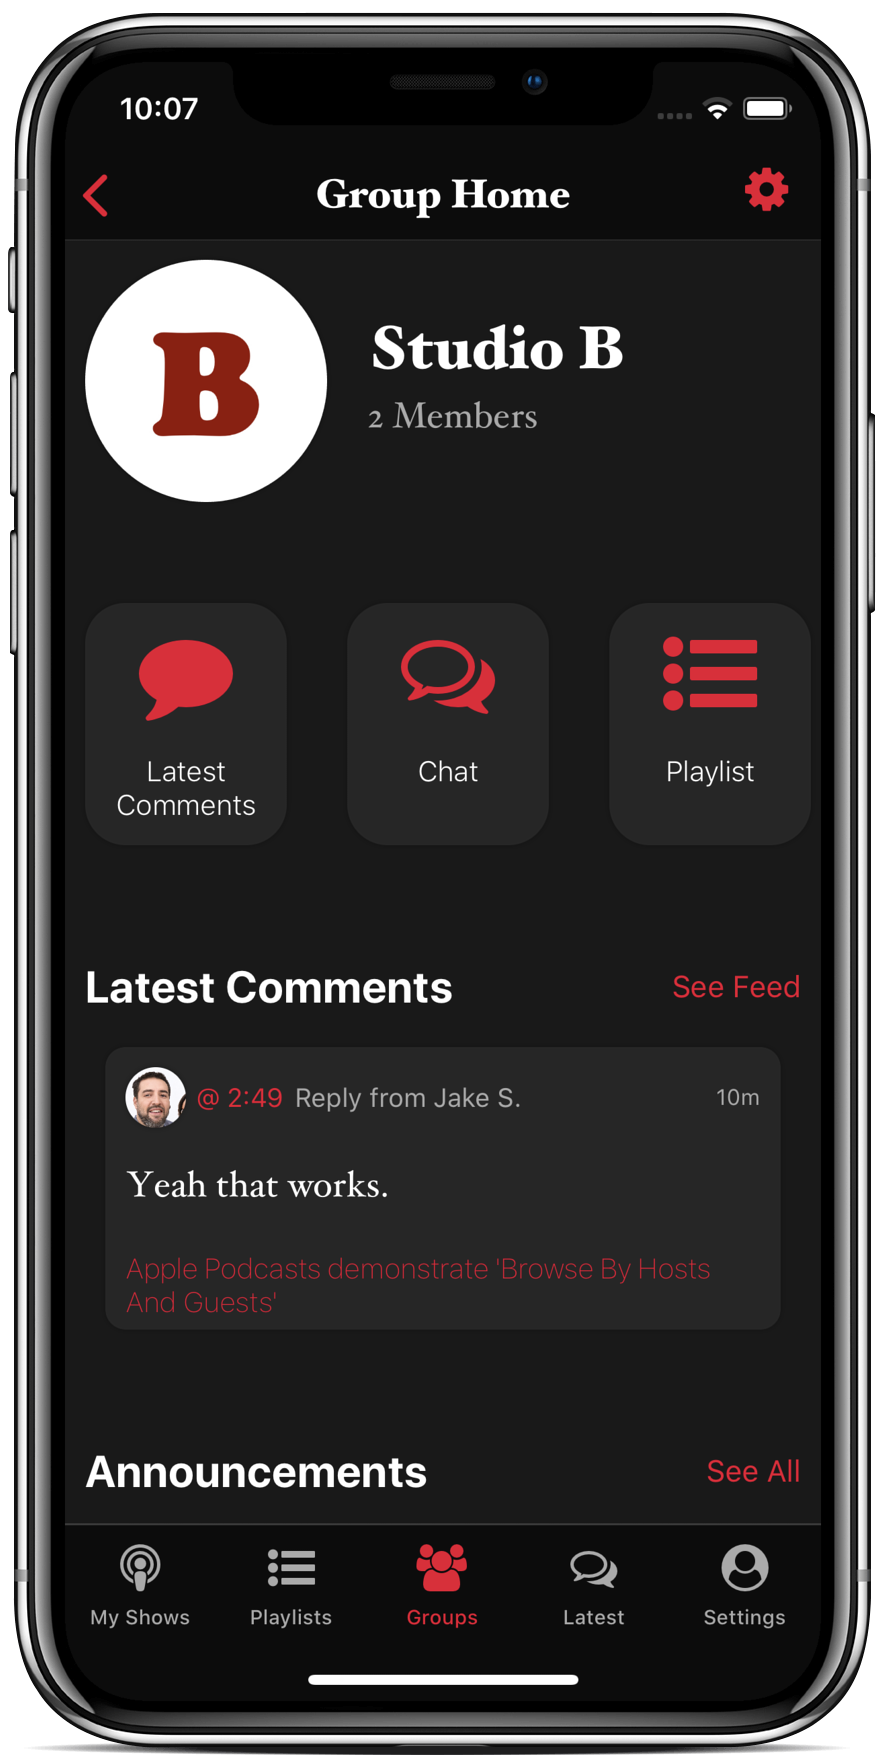 10:07
Group Home
B
Studio B
2 Members
Latest
Comments
Chat
Playlist
Latest Comments
See Feed
@ 2:49 Reply from Jake S.
10m
Yeah that works.
Apple Podcasts demonstrate 'Browse By Hosts
And Guests'
Announcements
See All
My Shows
Playlists
Groups
Latest
Settings